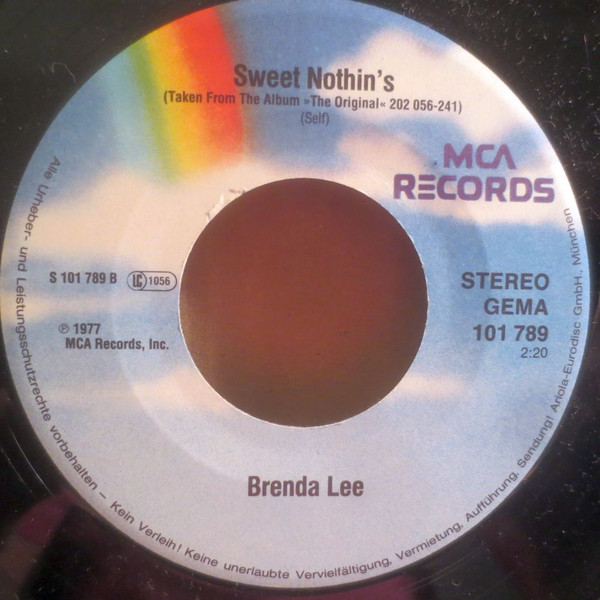 Sweet Nothin's
(Taken From The Album »The Original« 202 056-241)
(Self)
MCA
RECORDS
S 101 789 B
LC 1056
℗ 1977
MCA Records, Inc.
STEREO
GEMA
101 789
2:20
Brenda Lee
Alle Urheber- und Leistungsschutzrechte vorbehalten – Kein Verleih! Keine unerlaubte Vervielfältigung, Vermietung, Aufführung, Sendung! Ariola-Eurodisc GmbH., München